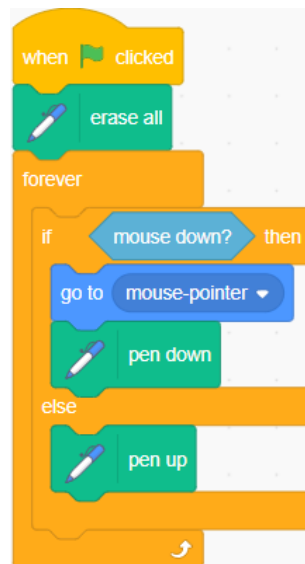 when clicked
erase all
forever
if mouse down? then
go to mouse-pointer
pen down
else
pen up